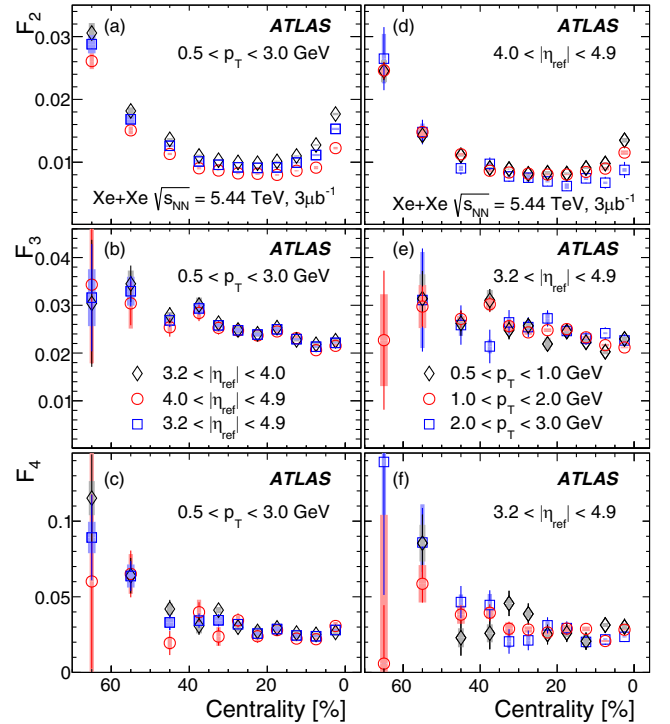 F2
(a)
ATLAS
0.5 < pT < 3.0 GeV
Xe+Xe √sNN = 5.44 TeV, 3μb-1
0.03
0.02
0.01
0
(d)
ATLAS
4.0 < |ηref| < 4.9
Xe+Xe √sNN = 5.44 TeV, 3μb-1
F3
(b)
ATLAS
0.5 < pT < 3.0 GeV
3.2 < |ηref| < 4.0
4.0 < |ηref| < 4.9
3.2 < |ηref| < 4.9
0.04
0.03
0.02
0.01
(e)
ATLAS
3.2 < |ηref| < 4.9
0.5 < pT < 1.0 GeV
1.0 < pT < 2.0 GeV
2.0 < pT < 3.0 GeV
F4
(c)
ATLAS
0.5 < pT < 3.0 GeV
0.1
0.05
0
60 40 20 0
Centrality [%]
(f)
ATLAS
3.2 < |ηref| < 4.9
60 40 20 0
Centrality [%]